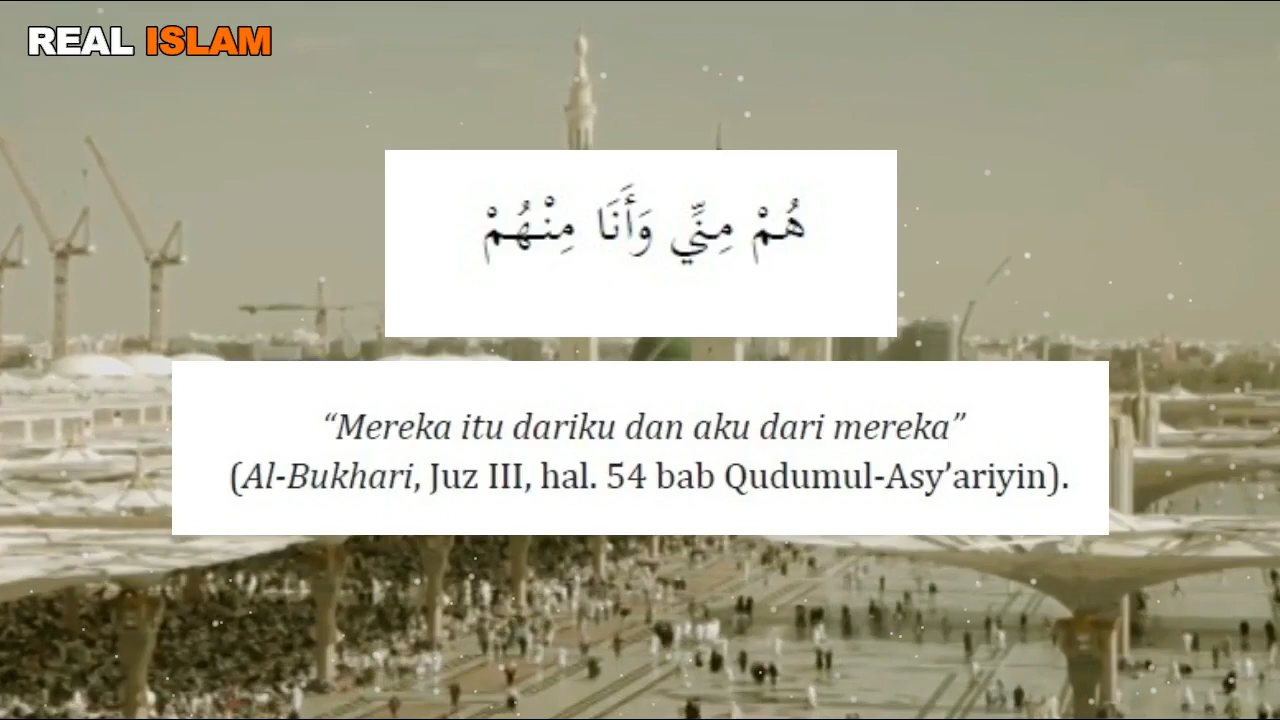 REAL ISLAM
هُمْ مِنِّي وَأَنَا مِنْهُمْ
“Mereka itu dariku dan aku dari mereka”
(Al-Bukhari, Juz III, hal. 54 bab Qudumul-Asy’ariyin).